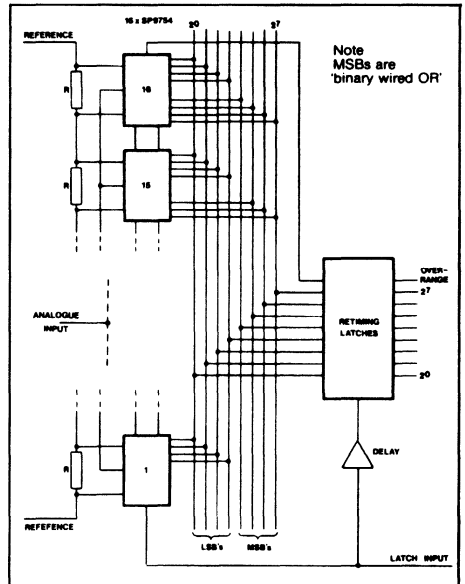 16 x SP9754
2⁰
2⁷
REFERENCE
Note
MSBs are
'binary wired OR'
R
16
R
15
OVER-
RANGE
2⁷
ANALOGUE
INPUT
RETIMING
LATCHES
2⁰
R
1
DELAY
REFEFENCE
LSB's
MSB's
LATCH INPUT